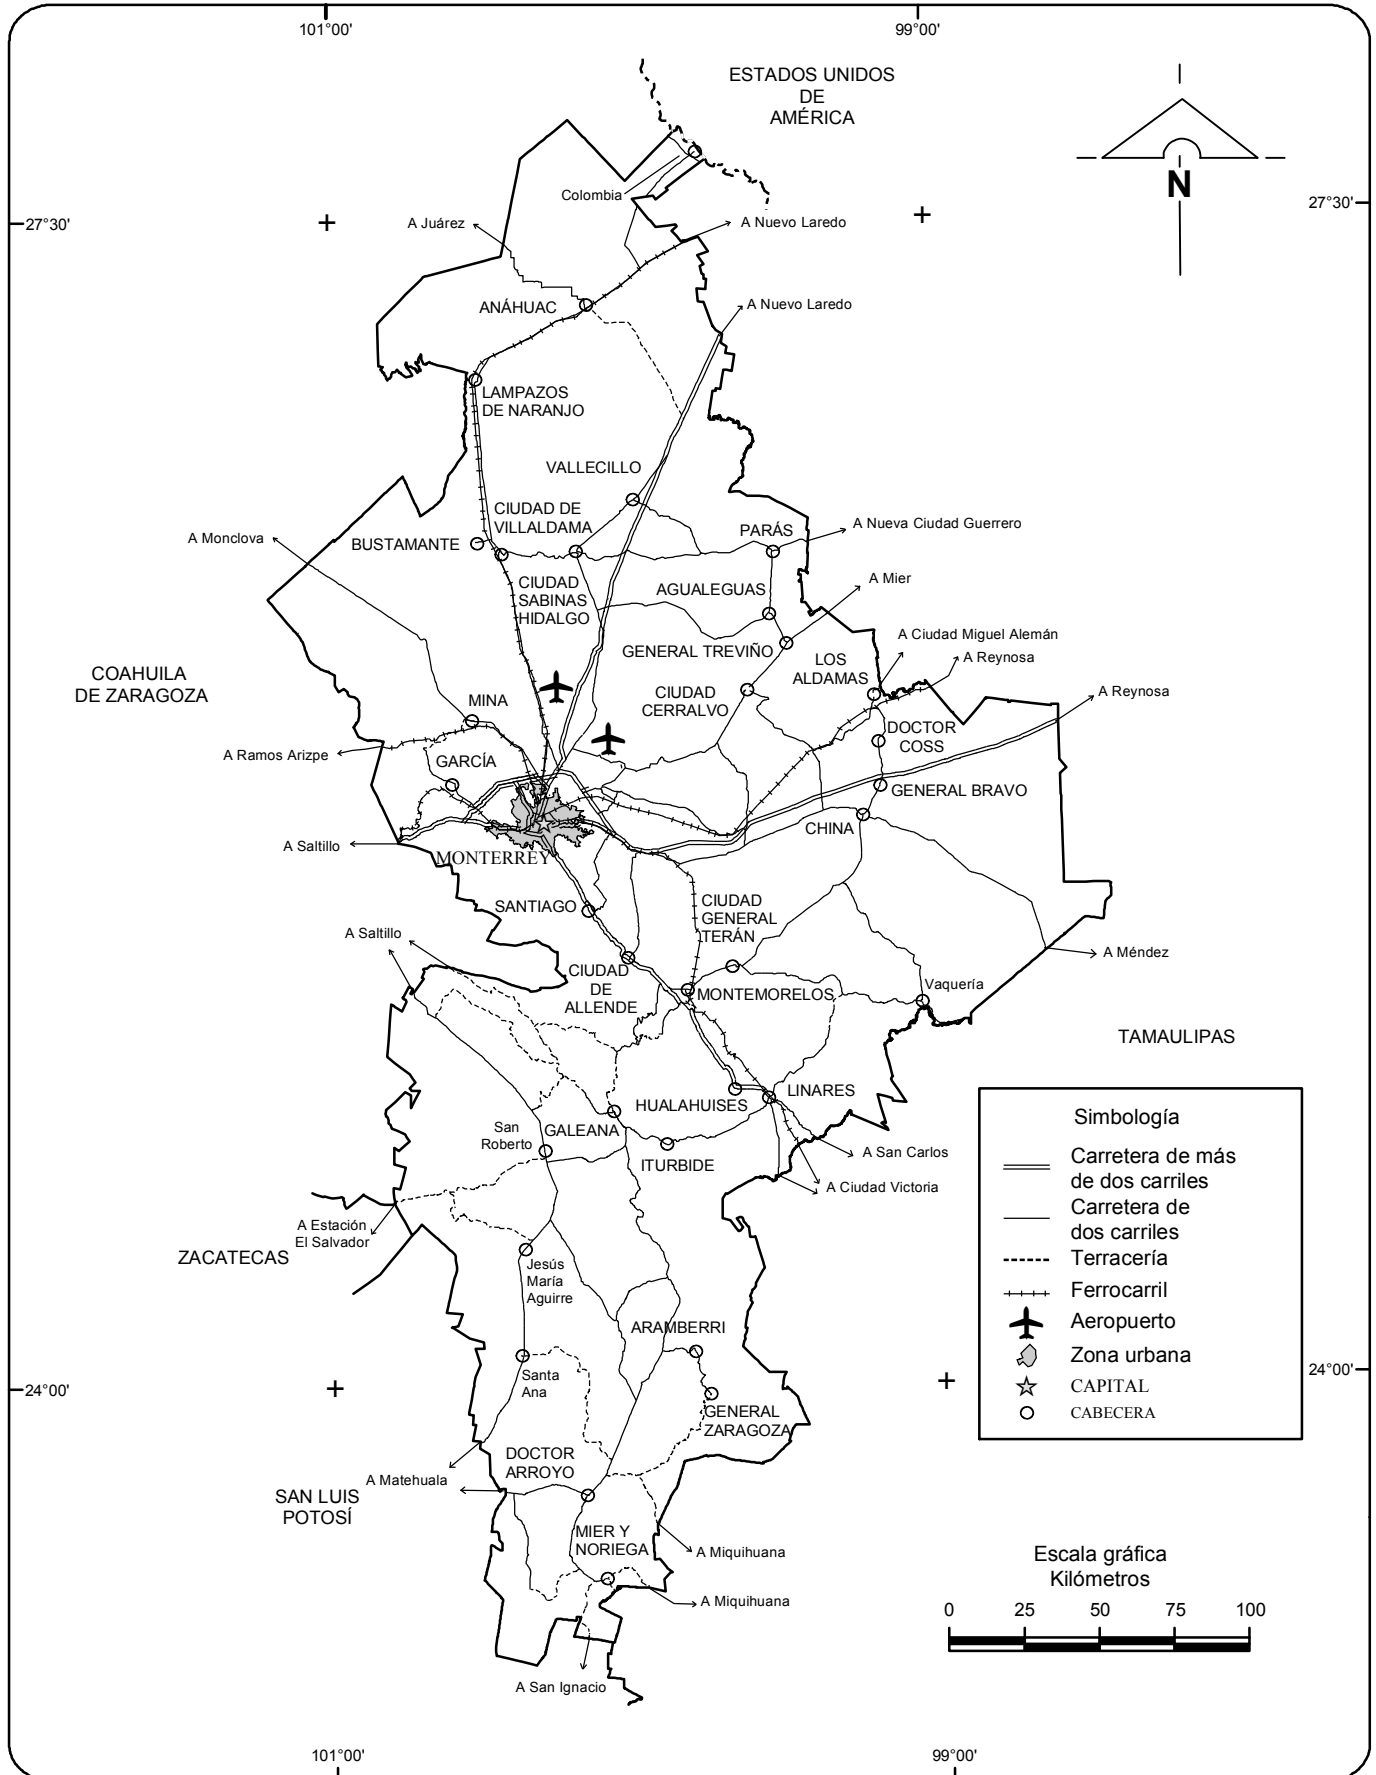 101°00'
99°00'
ESTADOS UNIDOS
DE
AMÉRICA
N
Colombia
27°30'
27°30'
A Juárez
A Nuevo Laredo
ANÁHUAC
A Nuevo Laredo
LAMPAZOS
DE NARANJO
VALLECILLO
CIUDAD DE
VILLALDAMA
A Monclova
BUSTAMANTE
PARÁS
A Nueva Ciudad Guerrero
CIUDAD
SABINAS
HIDALGO
AGUALEGUAS
A Mier
GENERAL TREVIÑO
LOS
ALDAMAS
A Ciudad Miguel Alemán
A Reynosa
COAHUILA
DE ZARAGOZA
CIUDAD
CERRALVO
A Reynosa
MINA
DOCTOR
COSS
A Ramos Arizpe
GARCÍA
GENERAL BRAVO
CHINA
A Saltillo
MONTERREY
SANTIAGO
CIUDAD
GENERAL
TERÁN
A Saltillo
A Méndez
CIUDAD
DE
ALLENDE
MONTEMORELOS
Vaquería
TAMAULIPAS
HUALAHUISES
LINARES
San
Roberto
GALEANA
ITURBIDE
A San Carlos
A Ciudad Victoria
A Estación
El Salvador
ZACATECAS
Jesús
María
Aguirre
ARAMBERRI
Santa
Ana
24°00'
24°00'
GENERAL
ZARAGOZA
DOCTOR
ARROYO
A Matehuala
SAN LUIS
POTOSÍ
MIER Y
NORIEGA
A Miquihuana
A Miquihuana
A San Ignacio
Simbología
Carretera de más
de dos carriles
Carretera de
dos carriles
Terracería
Ferrocarril
Aeropuerto
Zona urbana
CAPITAL
CABECERA
Escala gráfica
Kilómetros
0 25 50 75 100
101°00'
99°00'